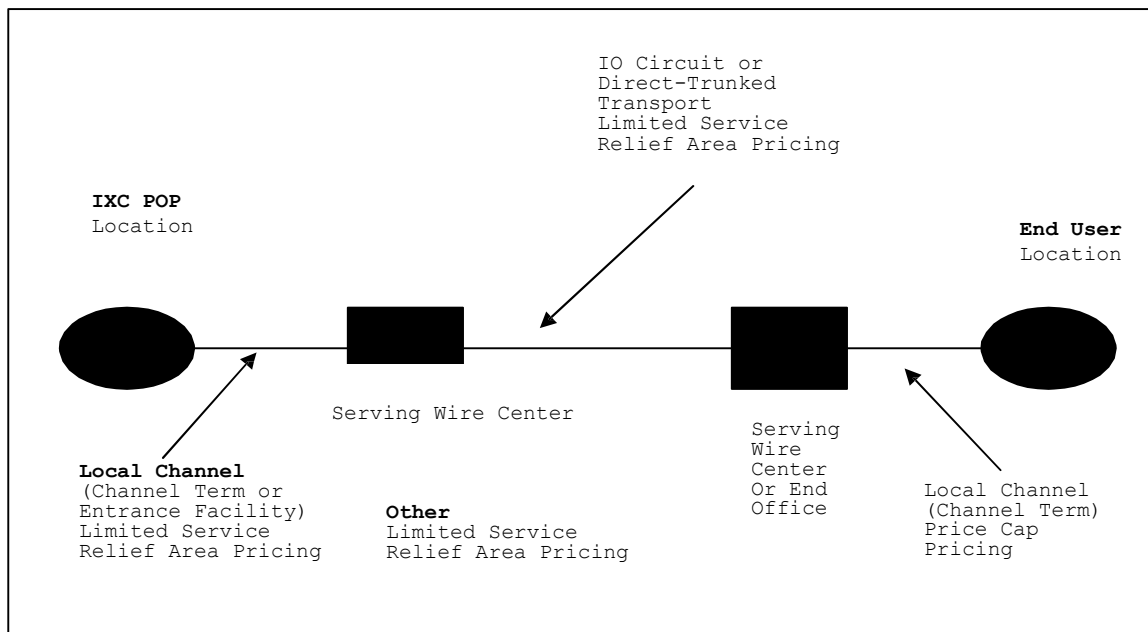 IO Circuit or
Direct-Trunked
Transport
Limited Service
Relief Area Pricing
IXC POP
Location
End User
Location
Serving Wire Center
Serving
Wire
Center
Or End
Office
Local Channel
(Channel Term or
Entrance Facility)
Limited Service
Relief Area Pricing
Other
Limited Service
Relief Area Pricing
Local Channel
(Channel Term)
Price Cap
Pricing